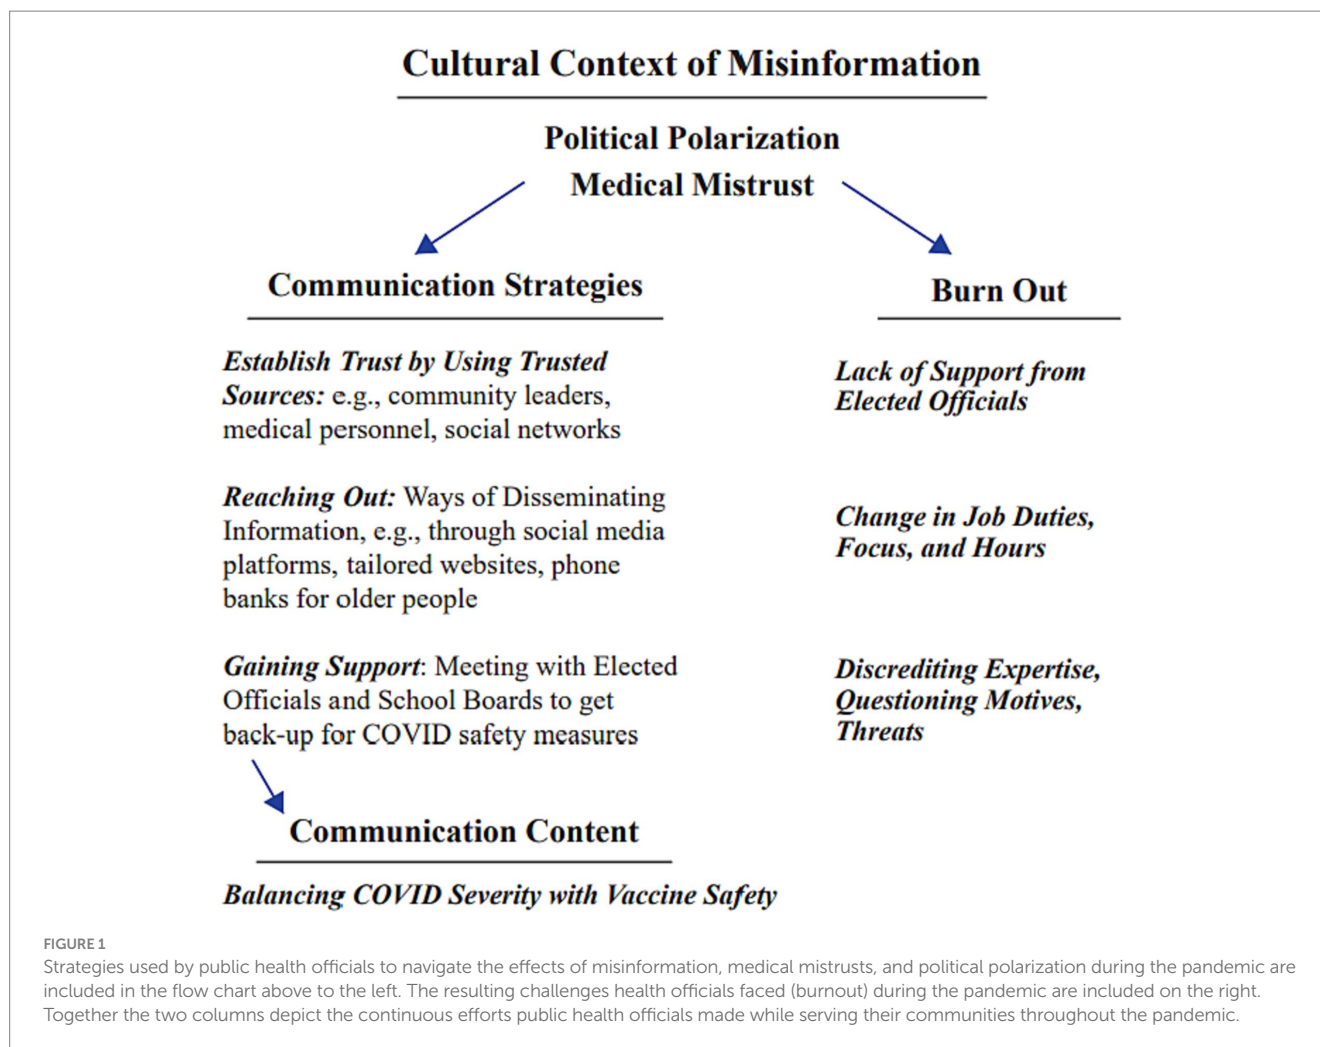 Cultural Context of Misinformation
Political Polarization
Medical Mistrust
Communication Strategies
Establish Trust by Using Trusted
Sources: e.g., community leaders,
medical personnel, social networks
Reaching Out: Ways of Disseminating
Information, e.g., through social media
platforms, tailored websites, phone
banks for older people
Gaining Support: Meeting with Elected
Officials and School Boards to get
back-up for COVID safety measures
Communication Content
Balancing COVID Severity with Vaccine Safety
Burn Out
Lack of Support from
Elected Officials
Change in Job Duties,
Focus, and Hours
Discrediting Expertise,
Questioning Motives,
Threats
FIGURE 1
Strategies used by public health officials to navigate the effects of misinformation, medical mistrusts, and political polarization during the pandemic are
included in the flow chart above to the left. The resulting challenges health officials faced (burnout) during the pandemic are included on the right.
Together the two columns depict the continuous efforts public health officials made while serving their communities throughout the pandemic.